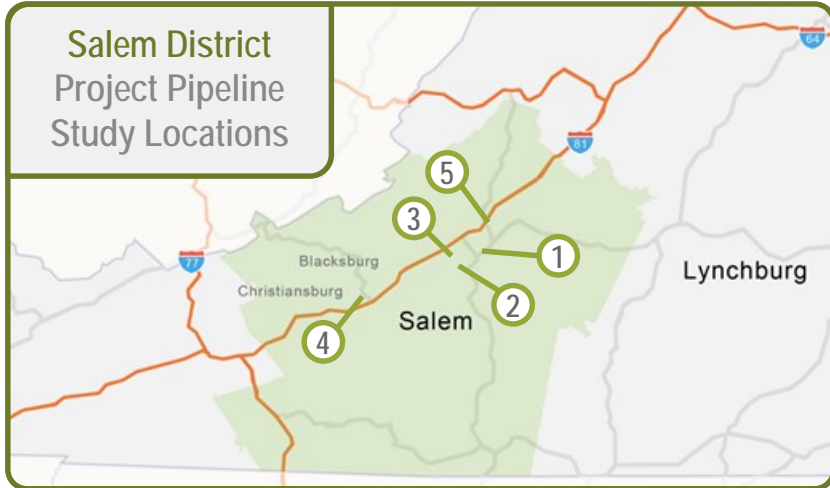 Salem District
Project Pipeline
Study Locations
64
81
5
3
1
77
Blacksburg
Lynchburg
Christiansburg
2
Salem
4